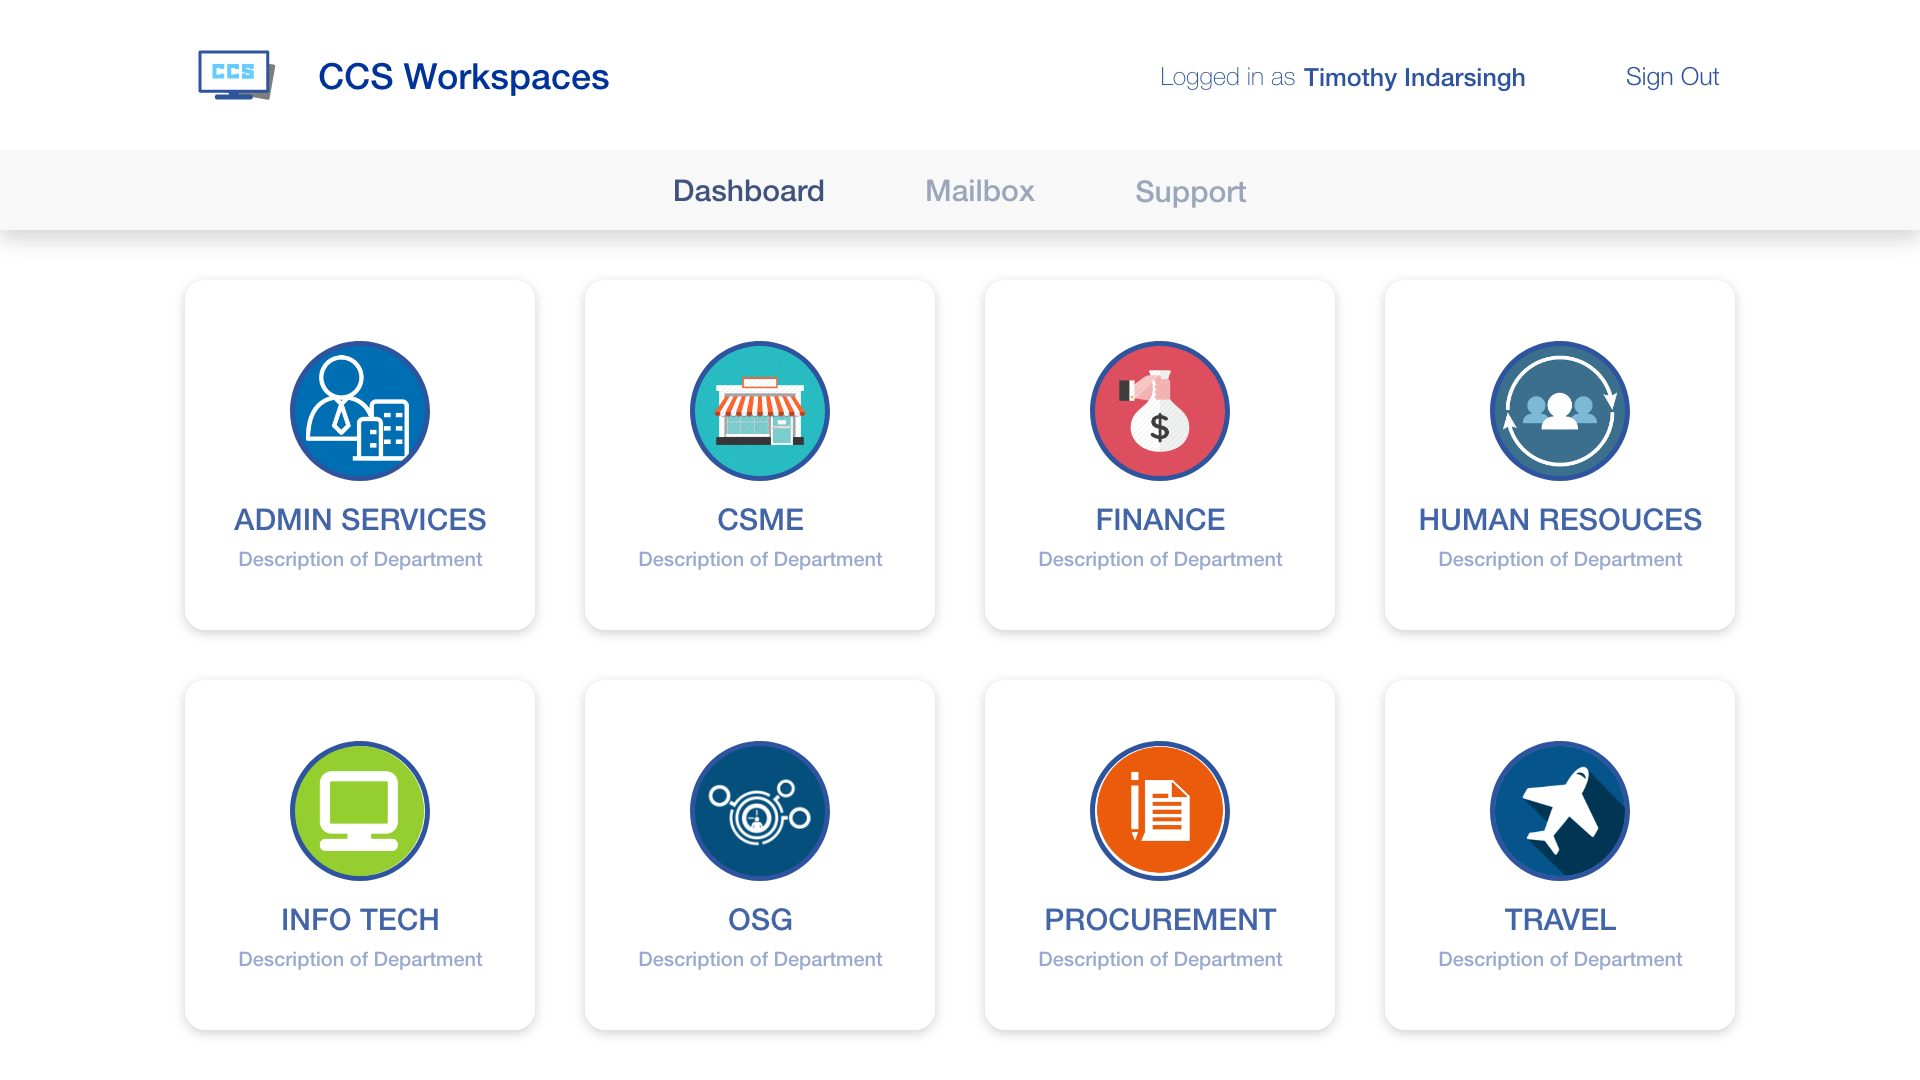 CCS
CCS Workspaces
Logged in as Timothy Indarsingh
Sign Out
Dashboard
Mailbox
Support
ADMIN SERVICES
Description of Department
CSME
Description of Department
$
FINANCE
Description of Department
HUMAN RESOUCES
Description of Department
INFO TECH
Description of Department
OSG
Description of Department
PROCUREMENT
Description of Department
TRAVEL
Description of Department